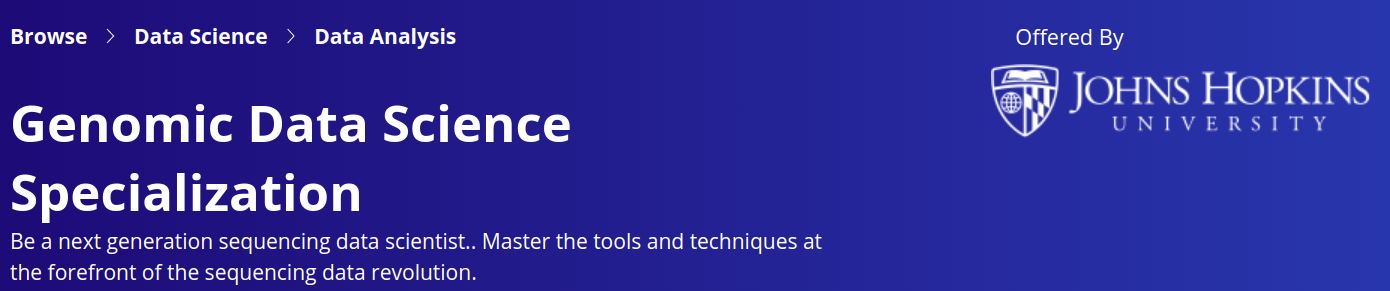 Browse > Data Science > Data Analysis
Offered By
JOHNS HOPKINS
UNIVERSITY
Genomic Data Science
Specialization
Be a next generation sequencing data scientist.. Master the tools and techniques at
the forefront of the sequencing data revolution.